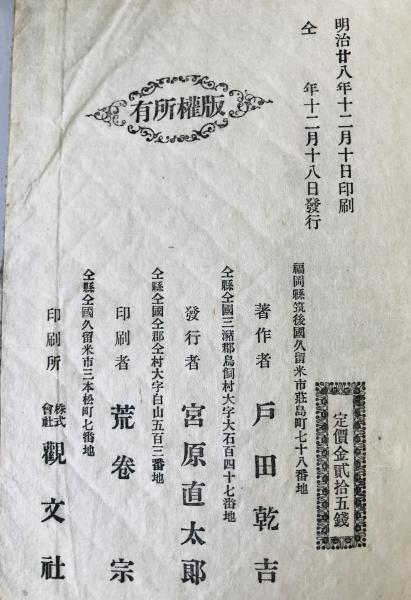 明治廿八年十二月十日印刷
仝 年十二月十八日發行
版權所有
定價金貳拾五錢
福岡縣筑後國久留米市莊島町七十八番地
著作者 戶田乾吉
仝縣仝國三潴郡鳥飼村大字大石百四十七番地
發行者 宮原直太郎
仝縣仝國仝郡仝村大字白山五百三番地
印刷者 荒卷宗
仝縣仝國久留米市三本松町七番地
印刷所 株式會社 觀文社